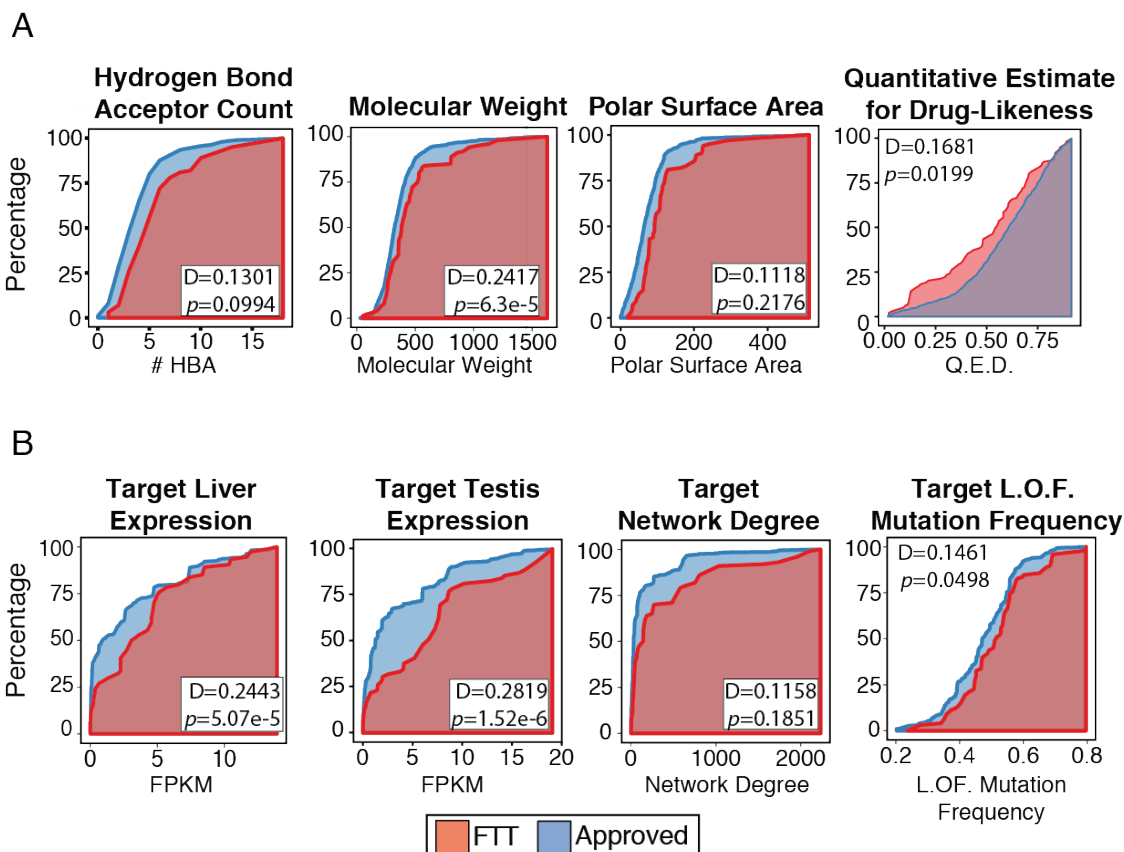 A
Hydrogen Bond
Acceptor Count
Molecular Weight
Polar Surface Area
Quantitative Estimate
for Drug-Likeness
Percentage
100
75
50
25
0
0 5 10 15
# HBA
D=0.1301
p=0.0994
100
75
50
25
0
0 500 1000 1500
Molecular Weight
D=0.2417
p=6.3e-5
100
75
50
25
0
0 200 400
Polar Surface Area
D=0.1118
p=0.2176
100
75
50
25
0
0.00 0.25 0.50 0.75
Q.E.D.
D=0.1681
p=0.0199
B
Target Liver
Expression
Target Testis
Expression
Target
Network Degree
Target L.O.F.
Mutation Frequency
Percentage
100
75
50
25
0
0 5 10
FPKM
D=0.2443
p=5.07e-5
100
75
50
25
0
0 5 10 15 20
FPKM
D=0.2819
p=1.52e-6
100
75
50
25
0
0 1000 2000
Network Degree
D=0.1158
p=0.1851
100
75
50
25
0
0.2 0.4 0.6 0.8
L.OF. Mutation
Frequency
D=0.1461
p=0.0498
FTT Approved